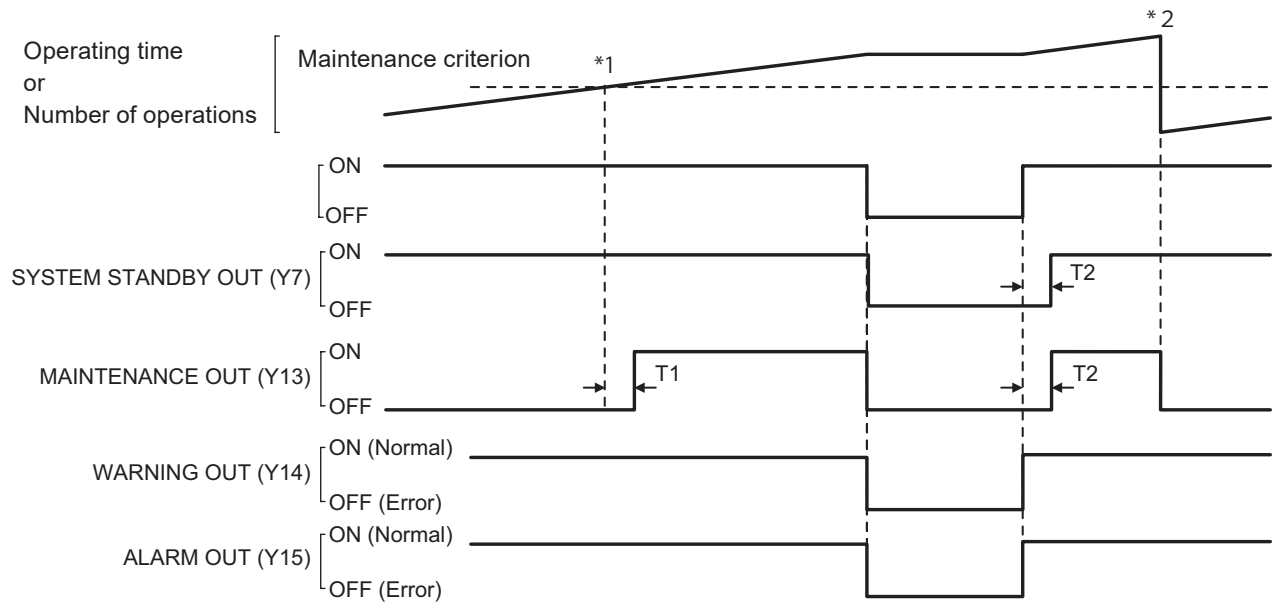 * 2
Operating time
or
Number of operations
Maintenance criterion
*1
ON
OFF
SYSTEM STANDBY OUT (Y7)
ON
OFF
T2
MAINTENANCE OUT (Y13)
ON
OFF
T1
T2
WARNING OUT (Y14)
ON (Normal)
OFF (Error)
ALARM OUT (Y15)
ON (Normal)
OFF (Error)